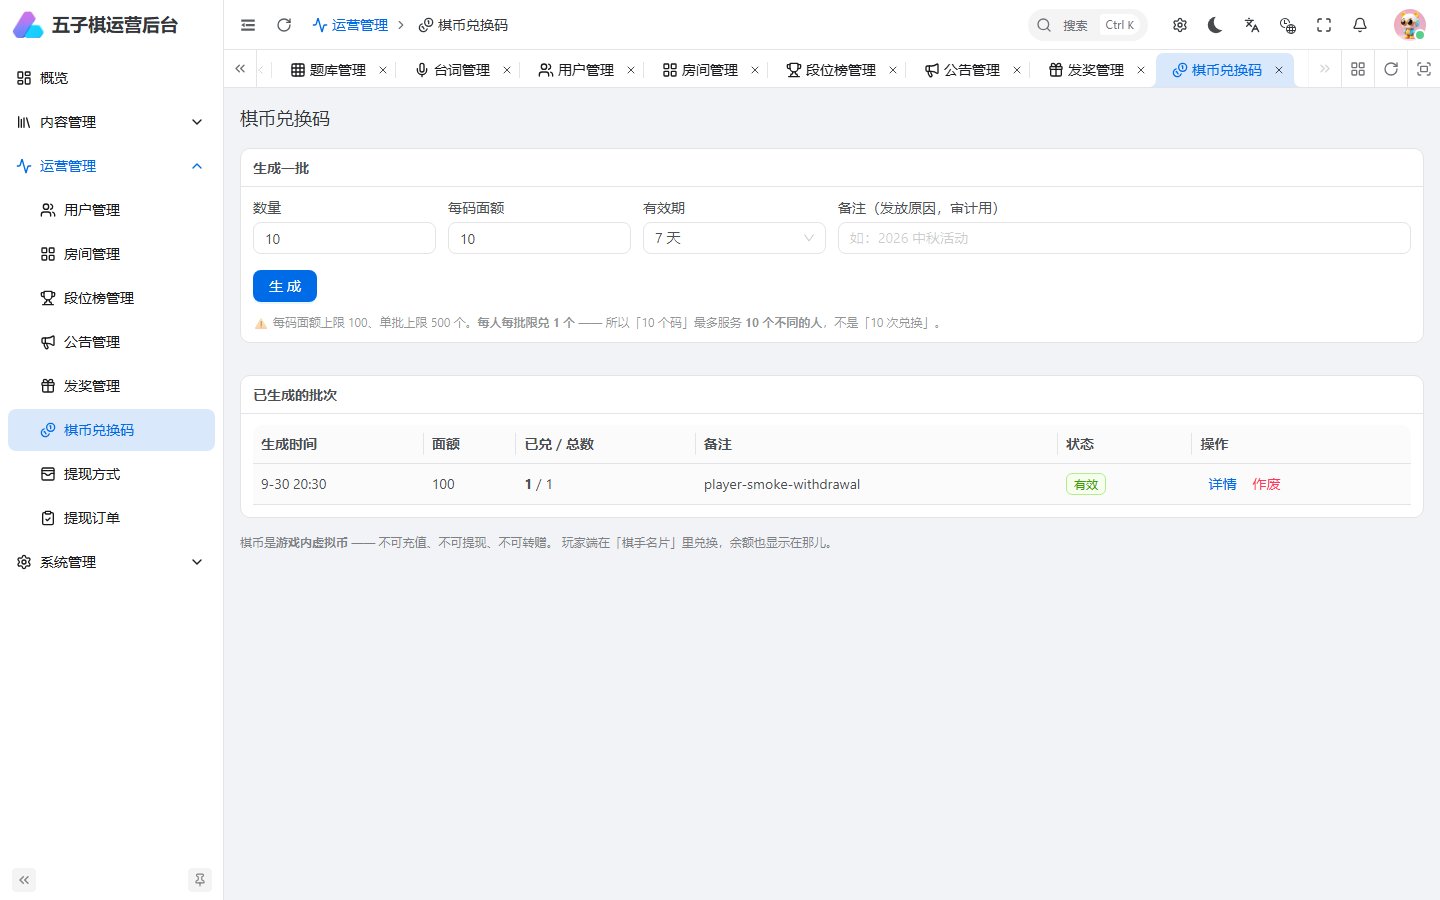 五子棋运营后台
概览
内容管理
运营管理
用户管理
房间管理
段位榜管理
公告管理
发奖管理
棋币兑换码
提现方式
提现订单
系统管理
运营管理 > 棋币兑换码
搜索 Ctrl K
题库管理 台词管理 用户管理 房间管理 段位榜管理 公告管理 发奖管理 棋币兑换码
棋币兑换码
生成一批
数量 每码面额 有效期 备注（发放原因，审计用）
10 10 7 天 如：2026 中秋活动
生 成
每码面额上限 100、单批上限 500 个。每人每批限兑 1 个 —— 所以「10 个码」最多服务 10 个不同的人，不是「10 次兑换」。
已生成的批次
生成时间 面额 已兑 / 总数 备注 状态 操作
9-30 20:30 100 1 / 1 player-smoke-withdrawal 有效 详情 作废
棋币是游戏内虚拟币 —— 不可充值、不可提现、不可转赠。 玩家端在「棋手名片」里兑换，余额也显示在那儿。